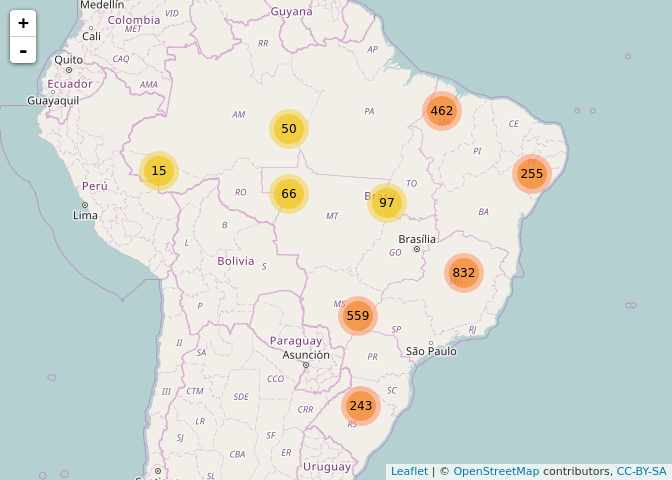 Medellín
+
Colombia
VID
Guyana
MET
Cali
RR
AP
-
Quito
CAQ
Ecuador
AMA
Guayaquil
AM
PA
462
CE
50
PI
15
255
Perú
RO
66
TO
97
Lima
MT
BA
B
Brasília
L
GO
Bolivia
S
832
P
MS
559
SP
RJ
II
Paraguay
SA
Asunción
PR
São Paulo
CCO
III
CTM
SDE
SC
CRR
243
LR
RS
SJ
SF
ER
CBA
Uruguay
Leaflet | © OpenStreetMap contributors, CC-BY-SA